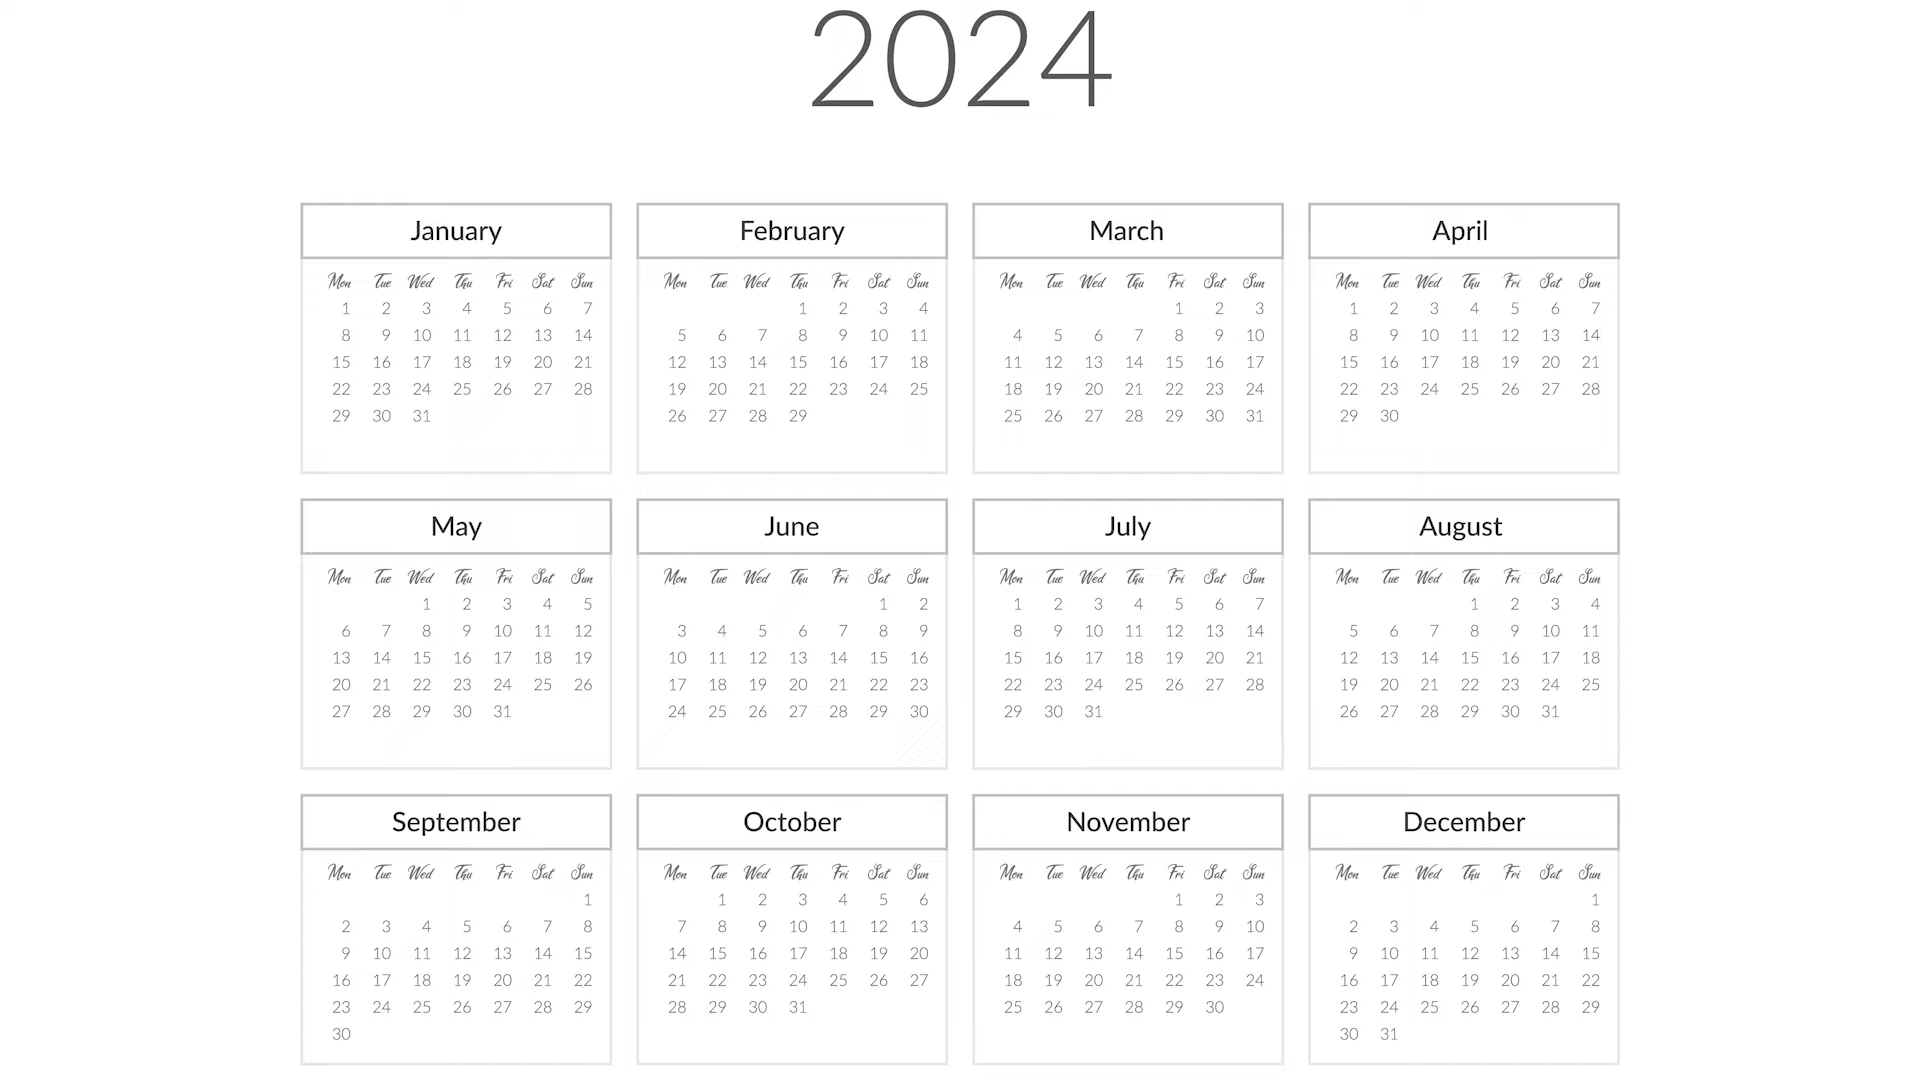 2024
January February March April
Mon Tue Wed Thu Fri Sat Sun Mon Tue Wed Thu Fri Sat Sun Mon Tue Wed Thu Fri Sat Sun Mon Tue Wed Thu Fri Sat Sun
1 2 3 4 5 6 7 1 2 3 4 1 2 3 1 2 3 4 5 6 7
8 9 10 11 12 13 14 5 6 7 8 9 10 11 4 5 6 7 8 9 10 8 9 10 11 12 13 14
15 16 17 18 19 20 21 12 13 14 15 16 17 18 11 12 13 14 15 16 17 15 16 17 18 19 20 21
22 23 24 25 26 27 28 19 20 21 22 23 24 25 18 19 20 21 22 23 24 22 23 24 25 26 27 28
29 30 31 26 27 28 29 25 26 27 28 29 30 31 29 30
May June July August
Mon Tue Wed Thu Fri Sat Sun Mon Tue Wed Thu Fri Sat Sun Mon Tue Wed Thu Fri Sat Sun Mon Tue Wed Thu Fri Sat Sun
1 2 3 4 5 1 2 1 2 3 4 5 6 7 1 2 3 4
6 7 8 9 10 11 12 3 4 5 6 7 8 9 8 9 10 11 12 13 14 5 6 7 8 9 10 11
13 14 15 16 17 18 19 10 11 12 13 14 15 16 15 16 17 18 19 20 21 12 13 14 15 16 17 18
20 21 22 23 24 25 26 17 18 19 20 21 22 23 22 23 24 25 26 27 28 19 20 21 22 23 24 25
27 28 29 30 31 24 25 26 27 28 29 30 29 30 31 26 27 28 29 30 31
September October November December
Mon Tue Wed Thu Fri Sat Sun Mon Tue Wed Thu Fri Sat Sun Mon Tue Wed Thu Fri Sat Sun Mon Tue Wed Thu Fri Sat Sun
1 1 2 3 4 5 6 1 2 3 1
2 3 4 5 6 7 8 7 8 9 10 11 12 13 4 5 6 7 8 9 10 2 3 4 5 6 7 8
9 10 11 12 13 14 15 14 15 16 17 18 19 20 11 12 13 14 15 16 17 9 10 11 12 13 14 15
16 17 18 19 20 21 22 21 22 23 24 25 26 27 18 19 20 21 22 23 24 16 17 18 19 20 21 22
23 24 25 26 27 28 29 28 29 30 31 25 26 27 28 29 30 23 24 25 26 27 28 29
30 30 31